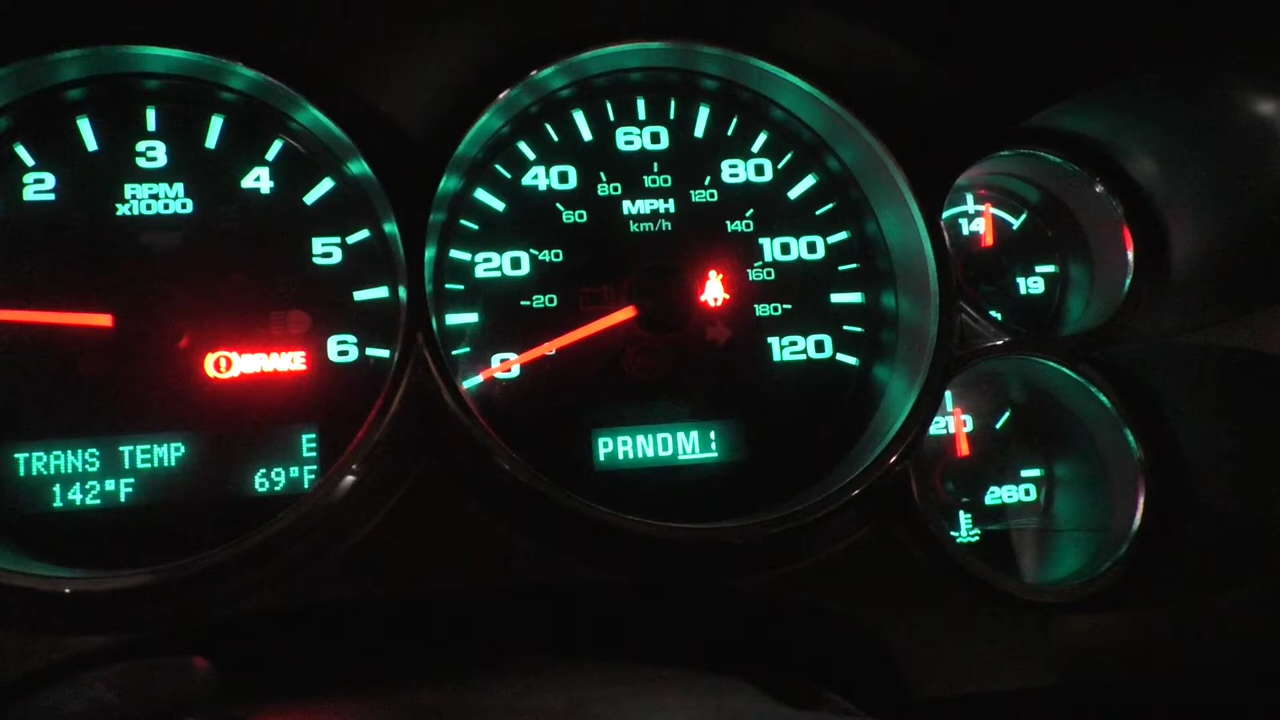 2 3 4 5 6
RPM
x1000
BRAKE
TRANS TEMP E
142°F 69°F
0 20 40 60 80 100 120
20 40 60 80 100 120 140 160 180
MPH
km/h
PRNDM1
14
19
210
260